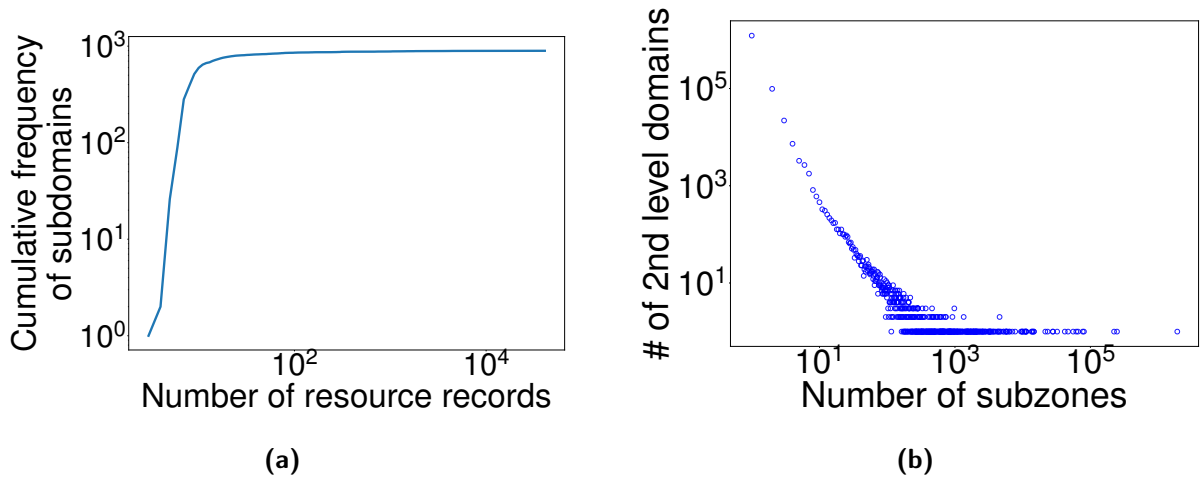 Cumulative frequency
of subdomains
10³
10²
10¹
10⁰
10² 10⁴
Number of resource records
(a)
# of 2nd level domains
10⁵
10³
10¹
10¹ 10³ 10⁵
Number of subzones
(b)